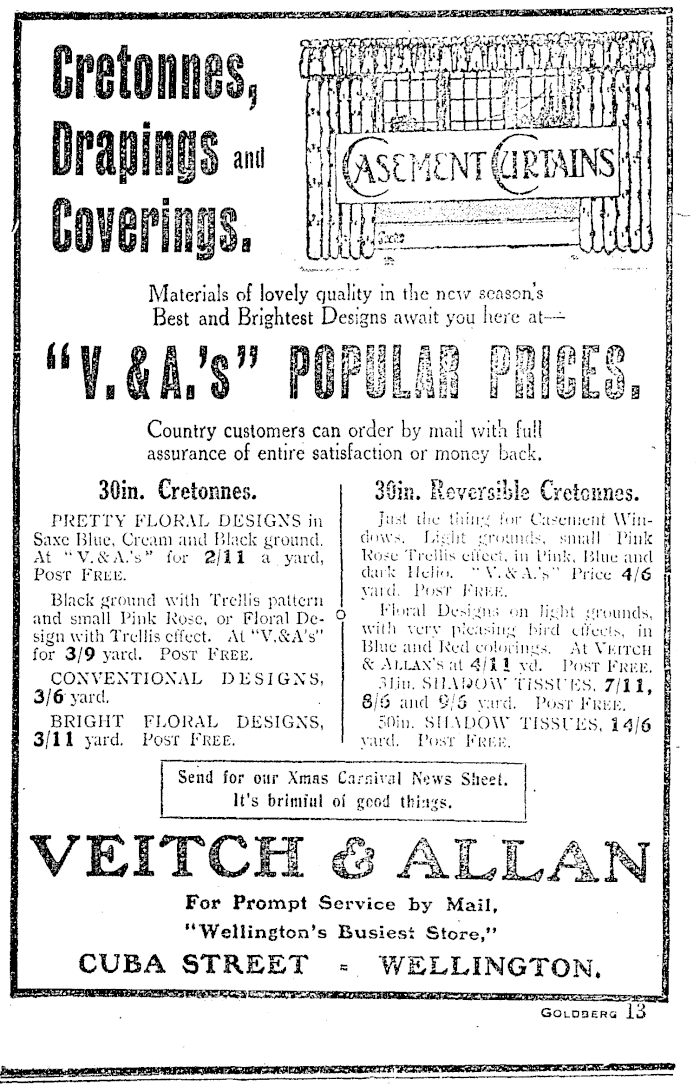 Cretonnes,
Drapings and
Coverings.
CASEMENT CURTAINS
Materials of lovely quality in the new season's
Best and Brightest Designs await you here at—
"V. & A.'s" POPULAR PRICES.
Country customers can order by mail with full
assurance of entire satisfaction or money back.
30in. Cretonnes.
PRETTY FLORAL DESIGNS in
Saxe Blue, Cream and Black ground.
At "V. & A.'s" for 2/11 a yard,
POST FREE.
Black ground with Trellis pattern
and small Pink Rose, or Floral De-
sign with Trellis effect. At "V.&A's"
for 3/9 yard. POST FREE.
CONVENTIONAL DESIGNS,
3/6 yard.
BRIGHT FLORAL DESIGNS,
3/11 yard. POST FREE.
30in. Reversible Cretonnes.
Just the thing for Casement Win-
dows. Light grounds, small Pink
Rose Trellis effect, in Pink, Blue and
dark Helio. "V. & A.'s" Price 4/6
yard. POST FREE.
Floral Designs on light grounds,
with very pleasing bird effects, in
Blue and Red colorings. At VEITCH
& ALLAN'S at 4/11 yd. POST FREE.
31in. SHADOW TISSUES, 7/11,
8/6 and 9/6 yard. POST FREE.
50in. SHADOW TISSUES, 14/6
yard. POST FREE.
Send for our Xmas Carnival News Sheet.
It's brimful of good things.
VEITCH & ALLAN
For Prompt Service by Mail,
"Wellington's Busiest Store,"
CUBA STREET = WELLINGTON.
GOLDBERG 13